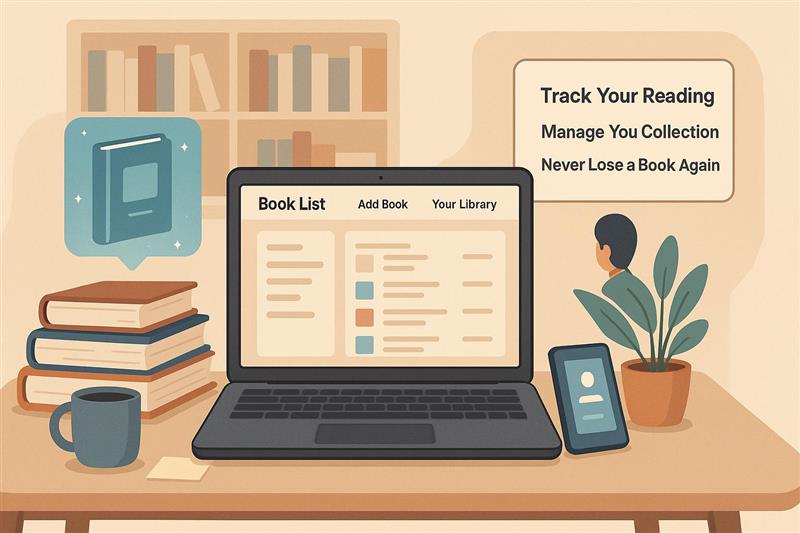 Track Your Reading
Manage You Collection
Never Lose a Book Again
Book List Add Book Your Library